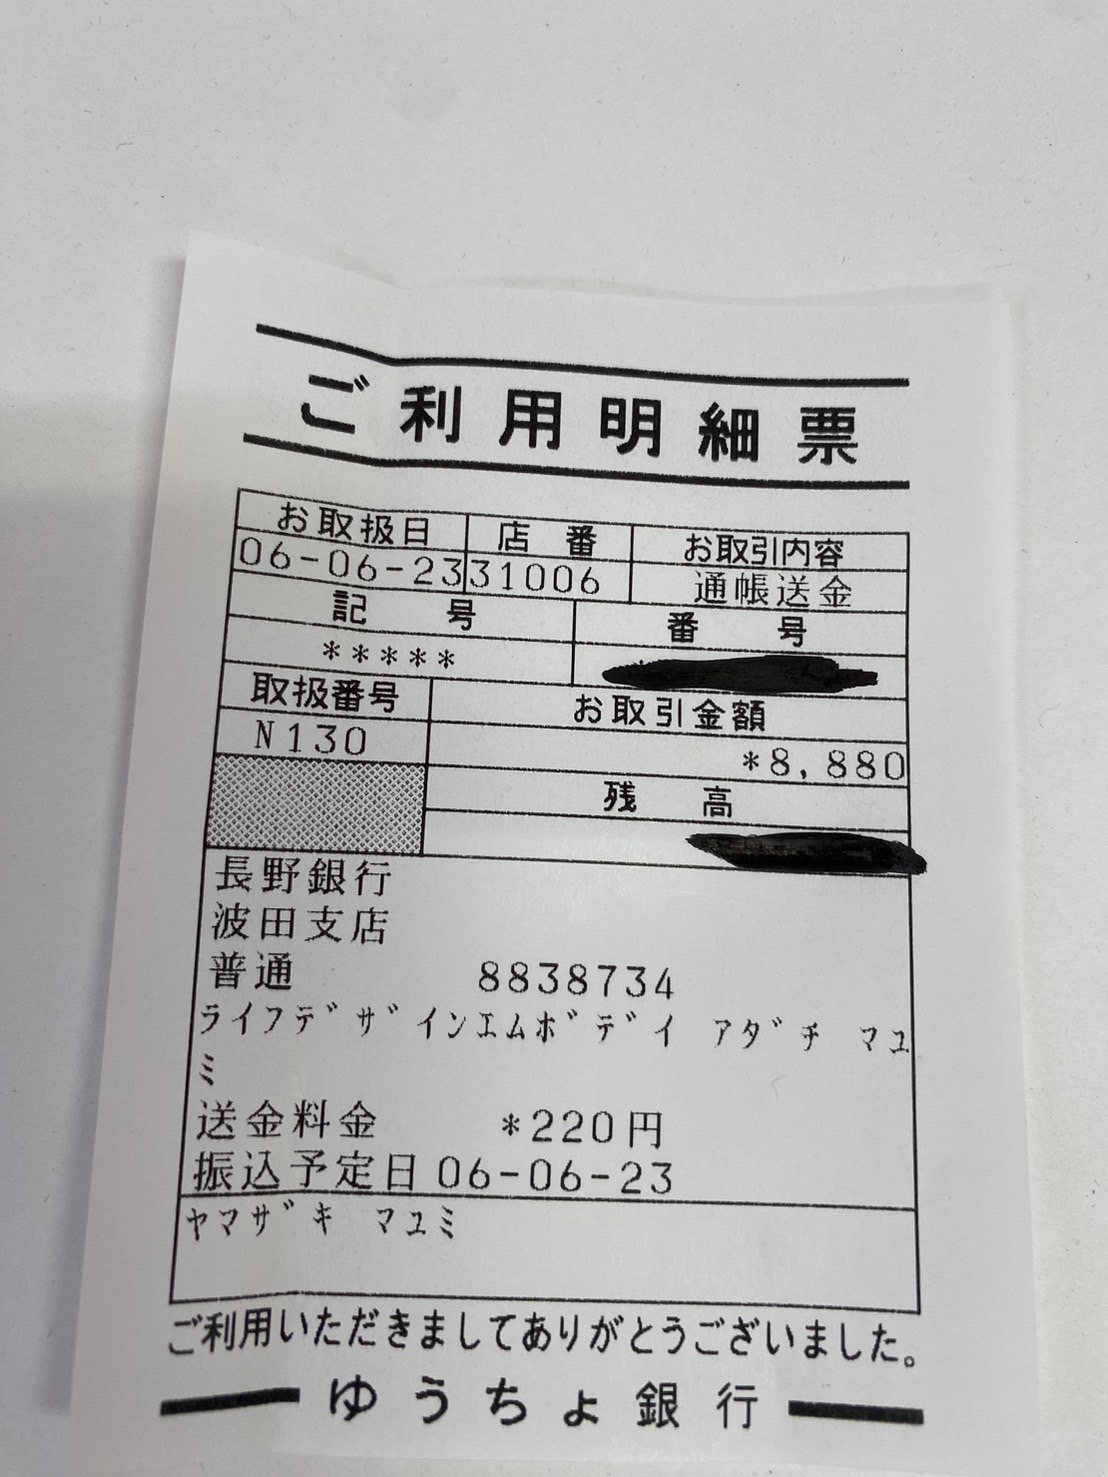 ご利用明細票
お取扱日 店番 お取引内容
06-06-23 31006 通帳送金
記号 番号
*****
取扱番号 お取引金額
N130 *8,880
残高
長野銀行
波田支店
普通 8838734
ライフデザインエムボディ アダチ マユ
ミ
送金料金 *220円
振込予定日 06-06-23
ヤマザキ マユミ
ご利用いただきましてありがとうございました。
ゆうちょ銀行